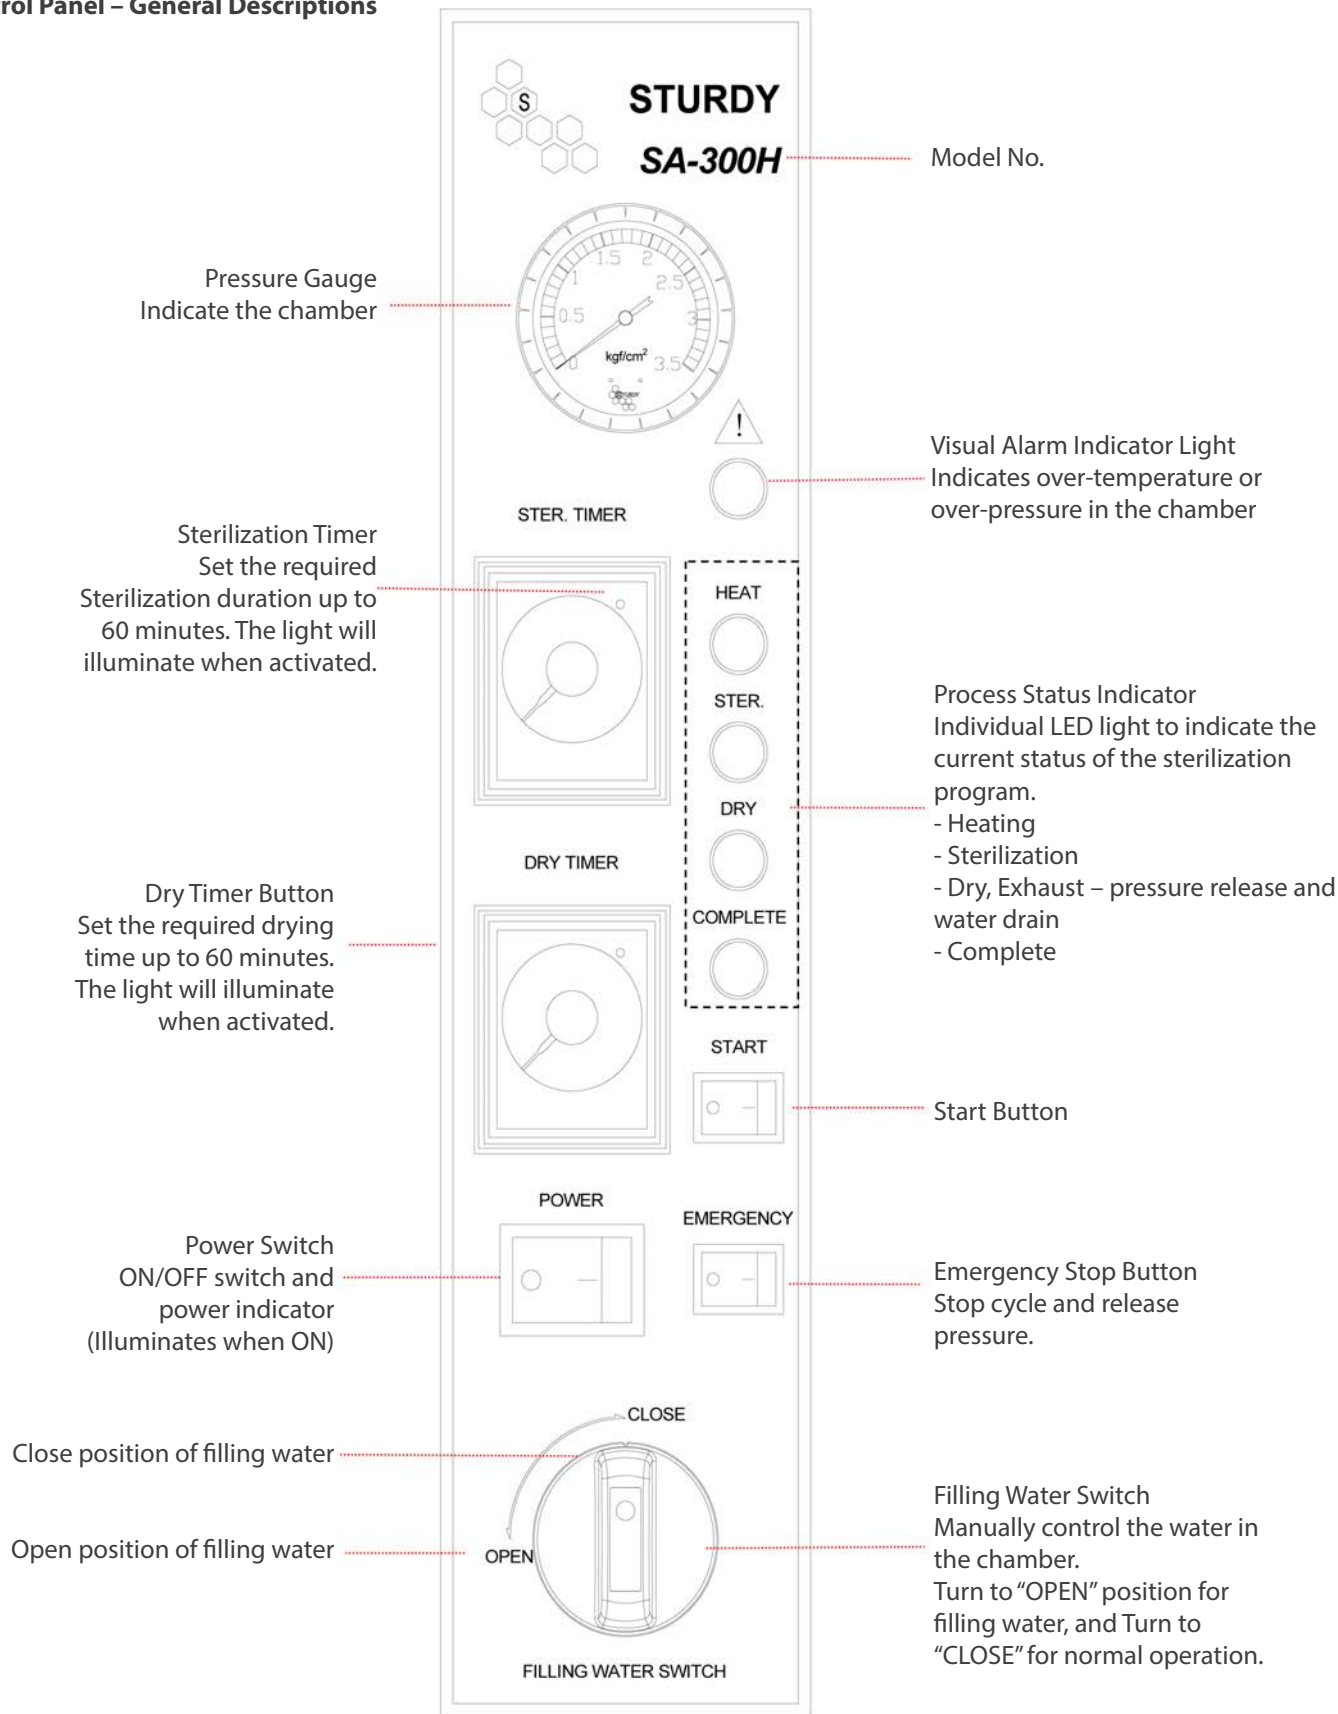 trol Panel – General Descriptions
S
STURDY
SA-300H
Model No.
Pressure Gauge
Indicate the chamber
0
0.5
1
1.5
2
2.5
3
3.5
kgf/cm²
STURDY
!
Visual Alarm Indicator Light
Indicates over-temperature or
over-pressure in the chamber
STER. TIMER
Sterilization Timer
Set the required
Sterilization duration up to
60 minutes. The light will
illuminate when activated.
HEAT
STER.
DRY
COMPLETE
Process Status Indicator
Individual LED light to indicate the
current status of the sterilization
program.
- Heating
- Sterilization
- Dry, Exhaust – pressure release and
water drain
- Complete
DRY TIMER
Dry Timer Button
Set the required drying
time up to 60 minutes.
The light will illuminate
when activated.
START
Start Button
POWER
Power Switch
ON/OFF switch and
power indicator
(Illuminates when ON)
EMERGENCY
Emergency Stop Button
Stop cycle and release
pressure.
CLOSE
Close position of filling water
Open position of filling water
OPEN
Filling Water Switch
Manually control the water in
the chamber.
Turn to “OPEN” position for
filling water, and Turn to
“CLOSE” for normal operation.
FILLING WATER SWITCH